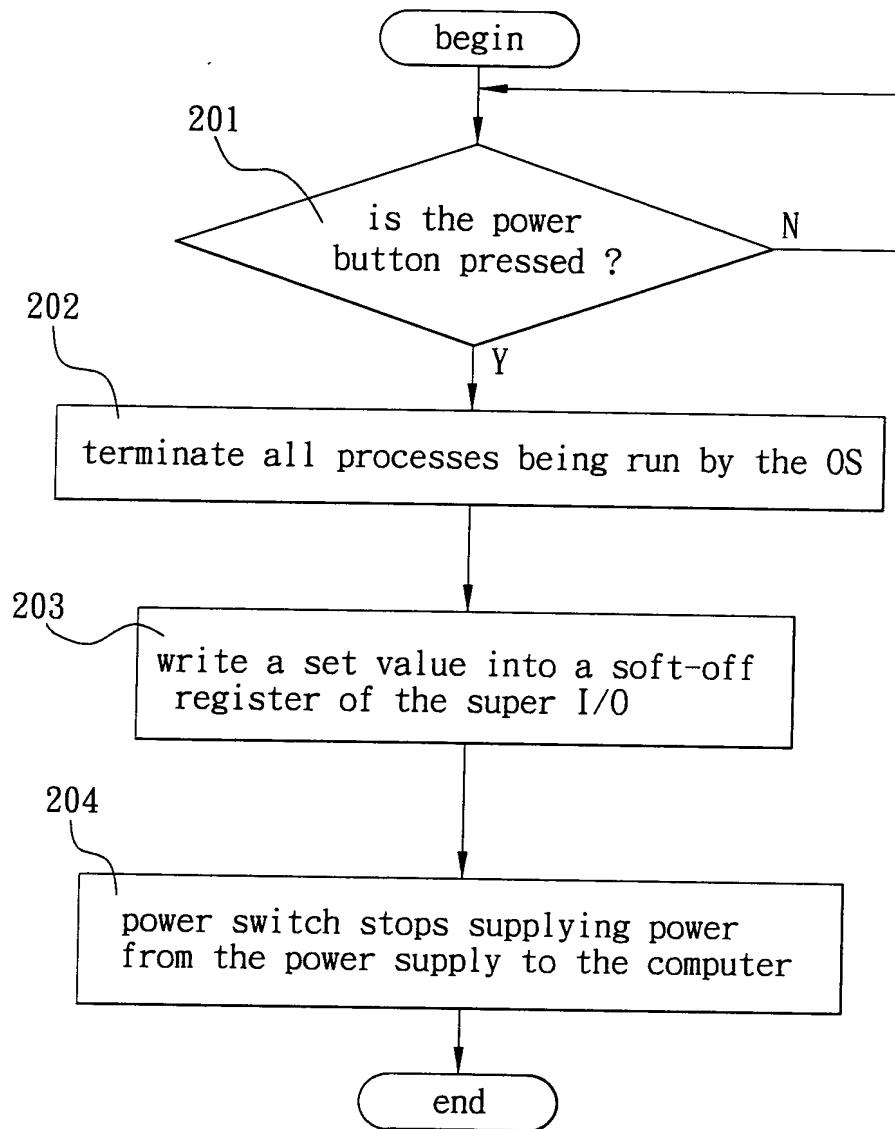 begin
201
is the power
button pressed ?
N
202
Y
terminate all processes being run by the OS
203
write a set value into a soft-off
register of the super I/O
204
power switch stops supplying power
from the power supply to the computer
end